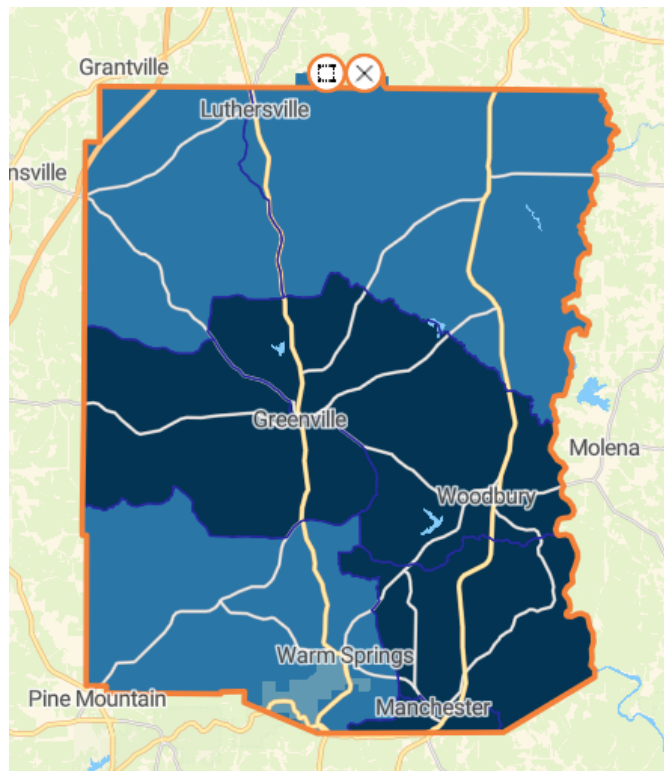 Grantville
Luthersville
nsville
Greenville
Molena
Woodbury
Warm Springs
Pine Mountain
Manchester